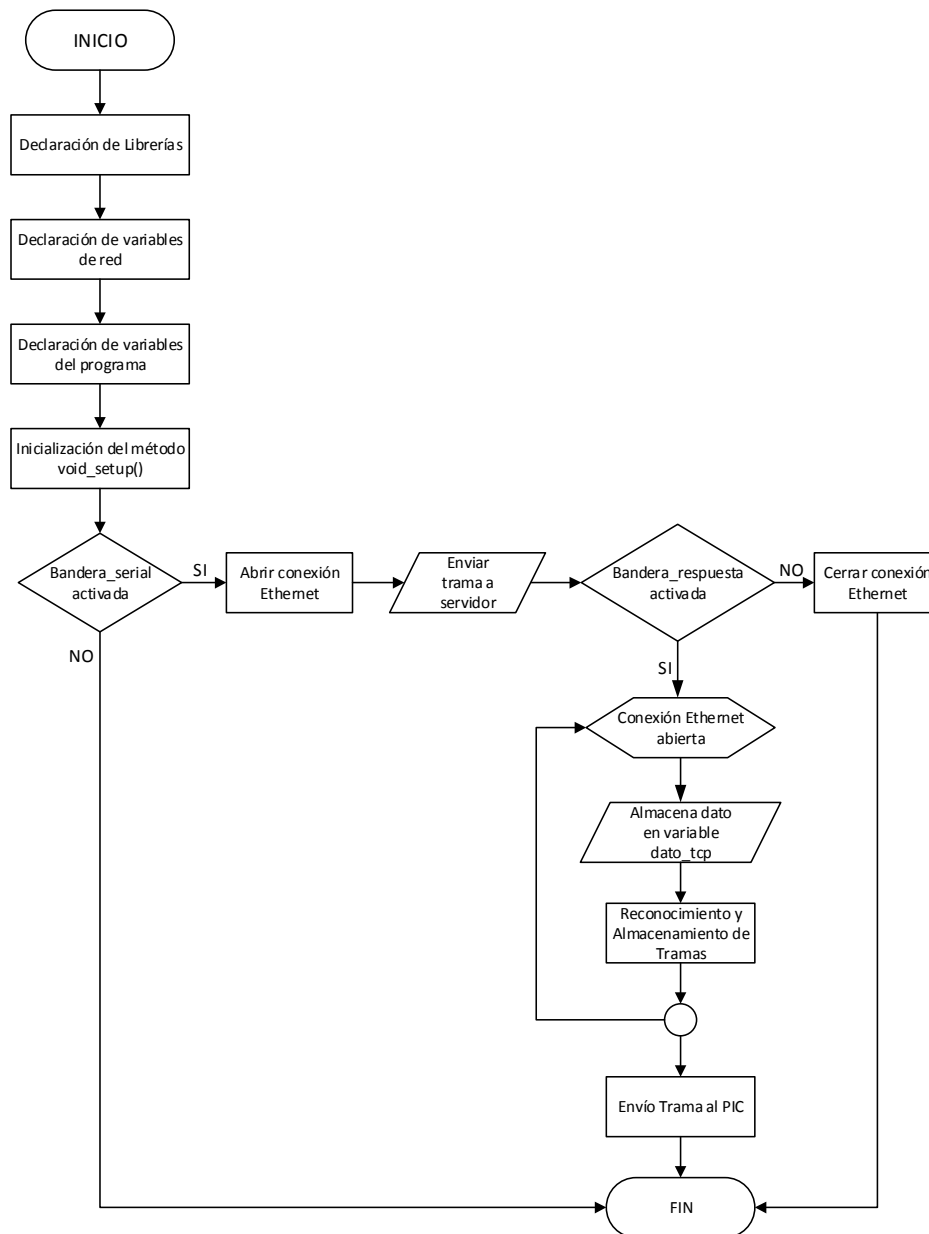 INICIO
Declaración de Librerías
Declaración de variables
de red
Declaración de variables
del programa
Inicialización del método
void_setup()
Bandera_serial
activada
SI
Abrir conexión
Ethernet
Enviar
trama a
servidor
Bandera_respuesta
activada
NO
Cerrar conexión
Ethernet
NO
SI
Conexión Ethernet
abierta
Almacena dato
en variable
dato_tcp
Reconocimiento y
Almacenamiento de
Tramas
Envío Trama al PIC
FIN